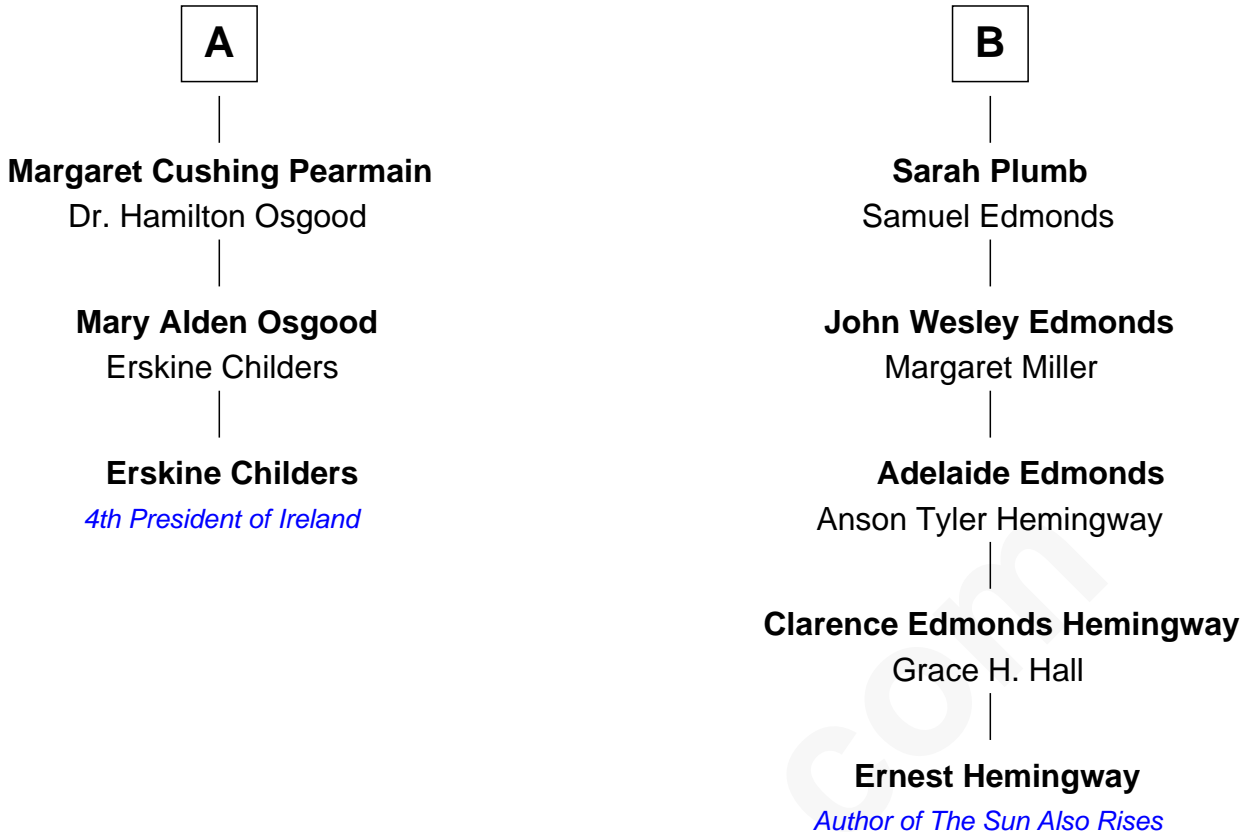 A
Margaret Cushing Pearmain
Dr. Hamilton Osgood
Mary Alden Osgood
Erskine Childers
Erskine Childers
4th President of Ireland
B
Sarah Plumb
Samuel Edmonds
John Wesley Edmonds
Margaret Miller
Adelaide Edmonds
Anson Tyler Hemingway
Clarence Edmonds Hemingway
Grace H. Hall
Ernest Hemingway
Author of The Sun Also Rises
com